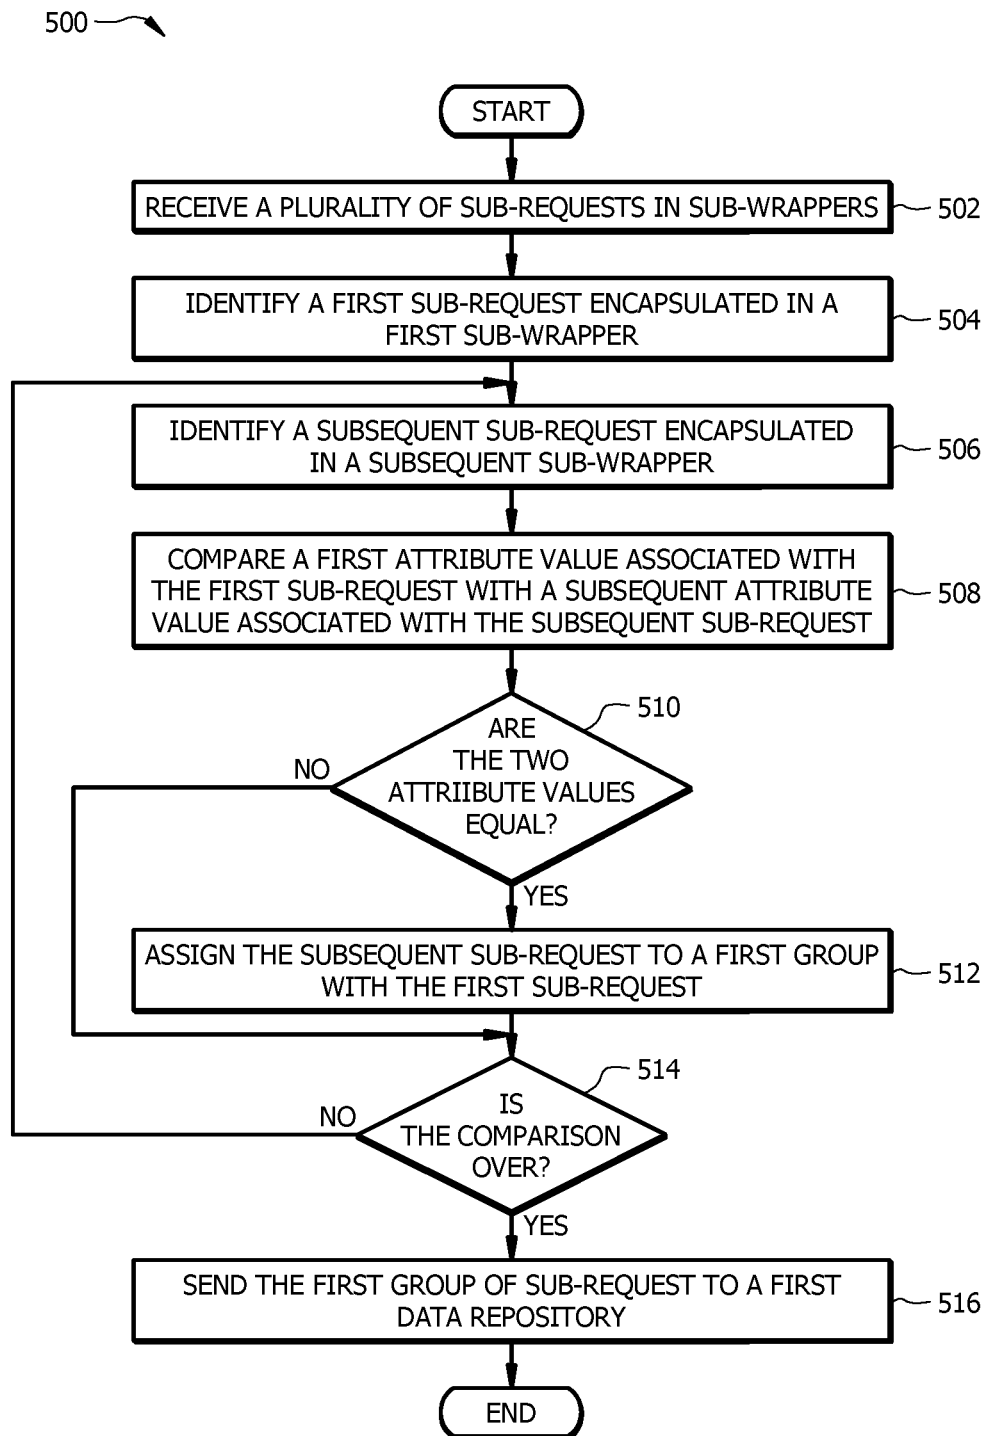 500
START
RECEIVE A PLURALITY OF SUB-REQUESTS IN SUB-WRAPPERS
502
IDENTIFY A FIRST SUB-REQUEST ENCAPSULATED IN A
FIRST SUB-WRAPPER
504
IDENTIFY A SUBSEQUENT SUB-REQUEST ENCAPSULATED
IN A SUBSEQUENT SUB-WRAPPER
506
COMPARE A FIRST ATTRIBUTE VALUE ASSOCIATED WITH
THE FIRST SUB-REQUEST WITH A SUBSEQUENT ATTRIBUTE
VALUE ASSOCIATED WITH THE SUBSEQUENT SUB-REQUEST
508
ARE
THE TWO
ATTRIIBUTE VALUES
EQUAL?
510
NO
YES
ASSIGN THE SUBSEQUENT SUB-REQUEST TO A FIRST GROUP
WITH THE FIRST SUB-REQUEST
512
IS
THE COMPARISON
OVER?
514
NO
YES
SEND THE FIRST GROUP OF SUB-REQUEST TO A FIRST
DATA REPOSITORY
516
END